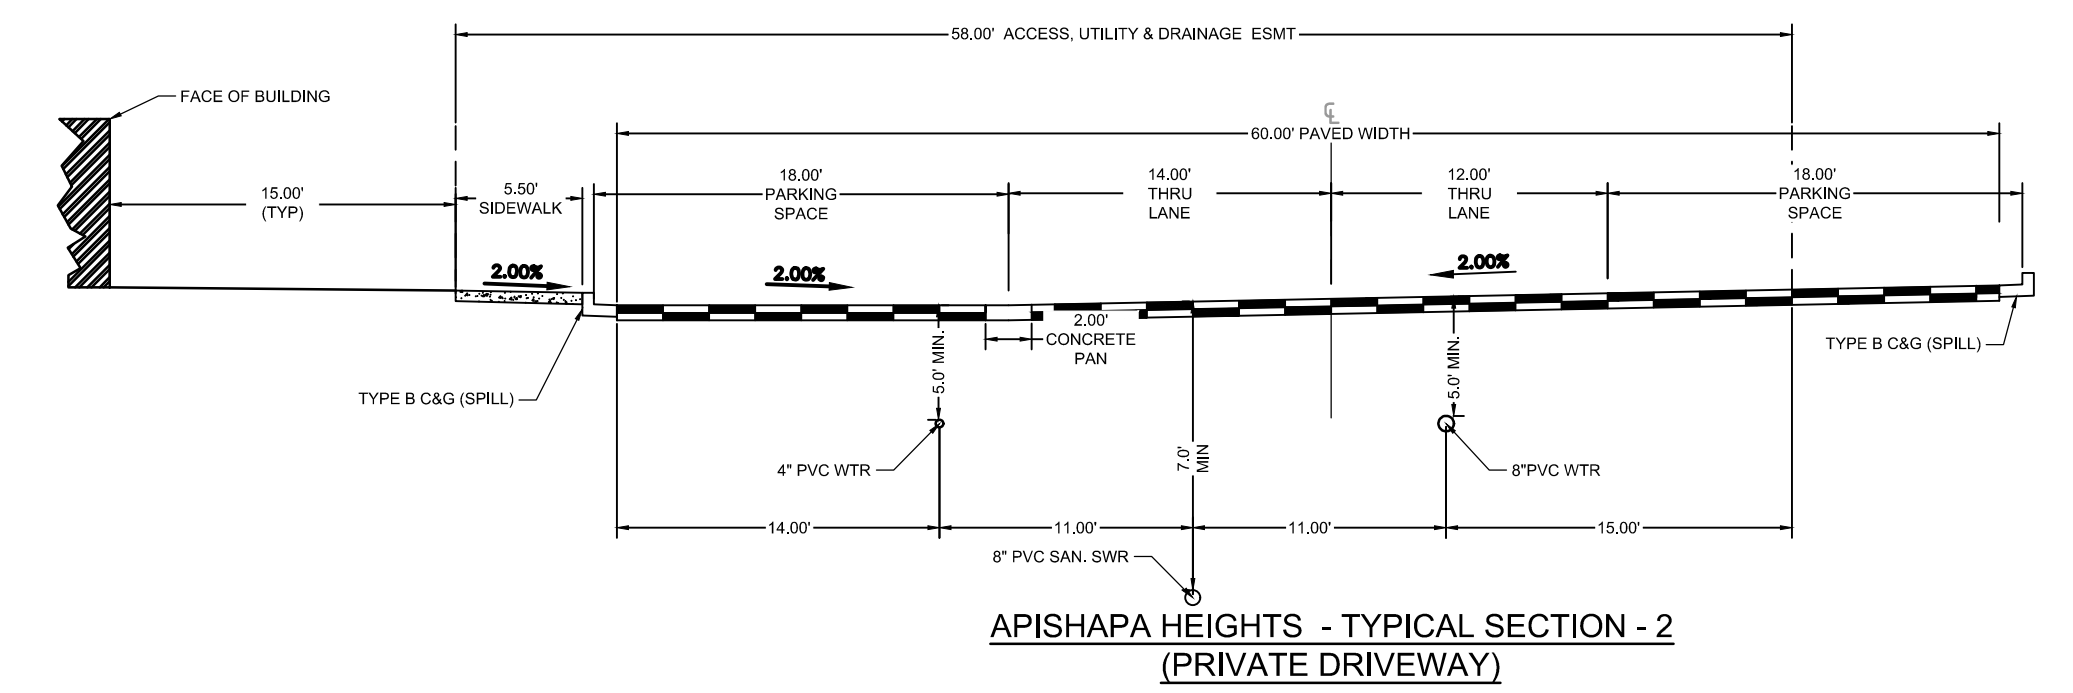 58.00' ACCESS, UTILITY & DRAINAGE ESMT
FACE OF BUILDING
℄
60.00' PAVED WIDTH
15.00'
(TYP)
5.50'
SIDEWALK
18.00'
PARKING
SPACE
14.00'
THRU
LANE
12.00'
THRU
LANE
18.00'
PARKING
SPACE
2.00%
2.00%
2.00%
2.00'
CONCRETE
PAN
5.0' MIN.
5.0' MIN.
TYPE B C&G (SPILL)
TYPE B C&G (SPILL)
4" PVC WTR
7.0'
MIN
8"PVC WTR
14.00'
11.00'
11.00'
15.00'
8" PVC SAN. SWR
APISHAPA HEIGHTS - TYPICAL SECTION - 2
(PRIVATE DRIVEWAY)